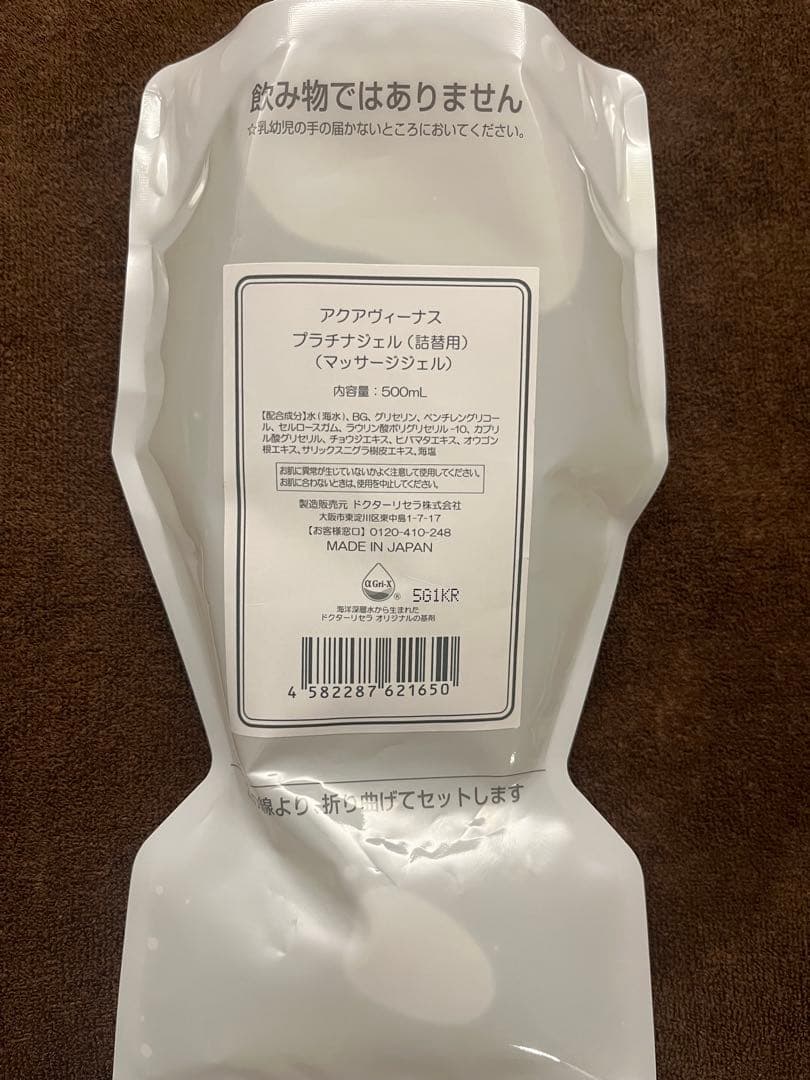 飲み物ではありません
☆乳幼児の手の届かないところにおいてください。
アクアヴィーナス
プラチナジェル（詰替用）
（マッサージジェル）
内容量：500mL
【配合成分】水(海水)、BG、グリセリン、ペンチレングリコー
ル、セルロースガム、ラウリン酸ポリグリセリル-10、カプリ
ル酸グリセリル、チョウジエキス、ヒバマタエキス、オウゴン
根エキス、サリックスニグラ樹皮エキス、海塩
お肌に異常が生じていないかよく注意して使用してください。
お肌に合わないときは、使用を中止してください。
製造販売元 ドクターリセラ株式会社
大阪市東淀川区東中島1-7-17
【お客様窓口】0120-410-248
MADE IN JAPAN
αGri-X ®
5G1KR
海洋深層水から生まれた
ドクターリセラ オリジナルの基剤
4 582287 621650
線より、折り曲げてセットします